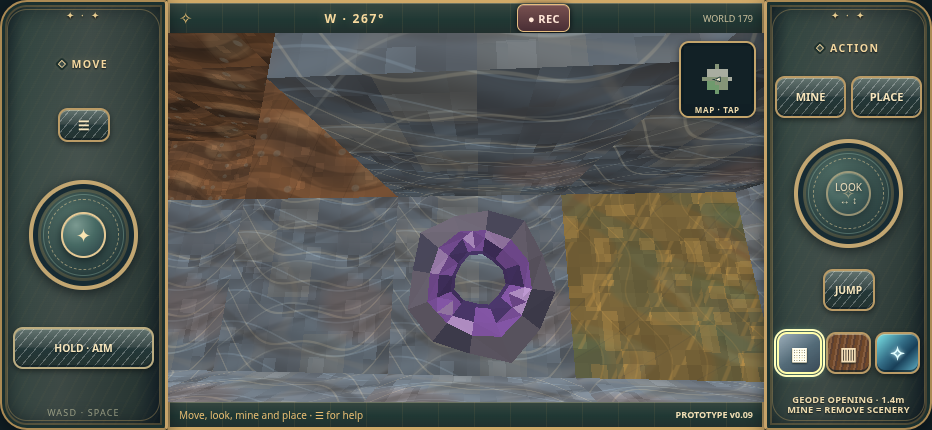 MOVE
HOLD · AIM
WASD · SPACE
W · 267°
● REC
WORLD 179
MAP · TAP
Move, look, mine and place · ☰ for help
PROTOTYPE v0.09
ACTION
MINE
PLACE
LOOK
JUMP
GEODE OPENING · 1.4m
MINE = REMOVE SCENERY